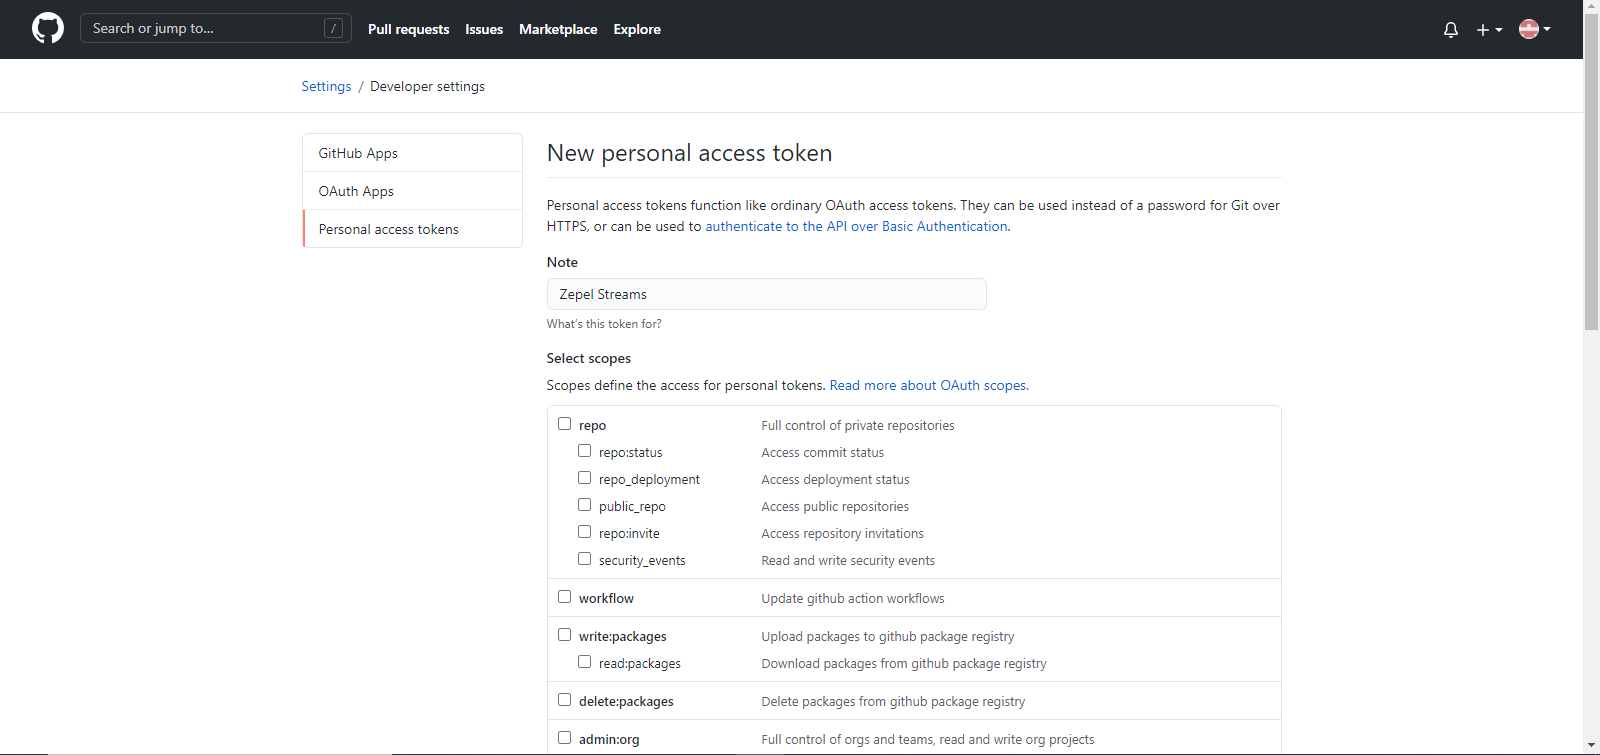 Search or jump to... /
Pull requests Issues Marketplace Explore
Settings / Developer settings
GitHub Apps
OAuth Apps
Personal access tokens
New personal access token
Personal access tokens function like ordinary OAuth access tokens. They can be used instead of a password for Git over
HTTPS, or can be used to authenticate to the API over Basic Authentication.
Note
Zepel Streams
What's this token for?
Select scopes
Scopes define the access for personal tokens. Read more about OAuth scopes.
repo Full control of private repositories
repo:status Access commit status
repo_deployment Access deployment status
public_repo Access public repositories
repo:invite Access repository invitations
security_events Read and write security events
workflow Update github action workflows
write:packages Upload packages to github package registry
read:packages Download packages from github package registry
delete:packages Delete packages from github package registry
admin:org Full control of orgs and teams, read and write org projects